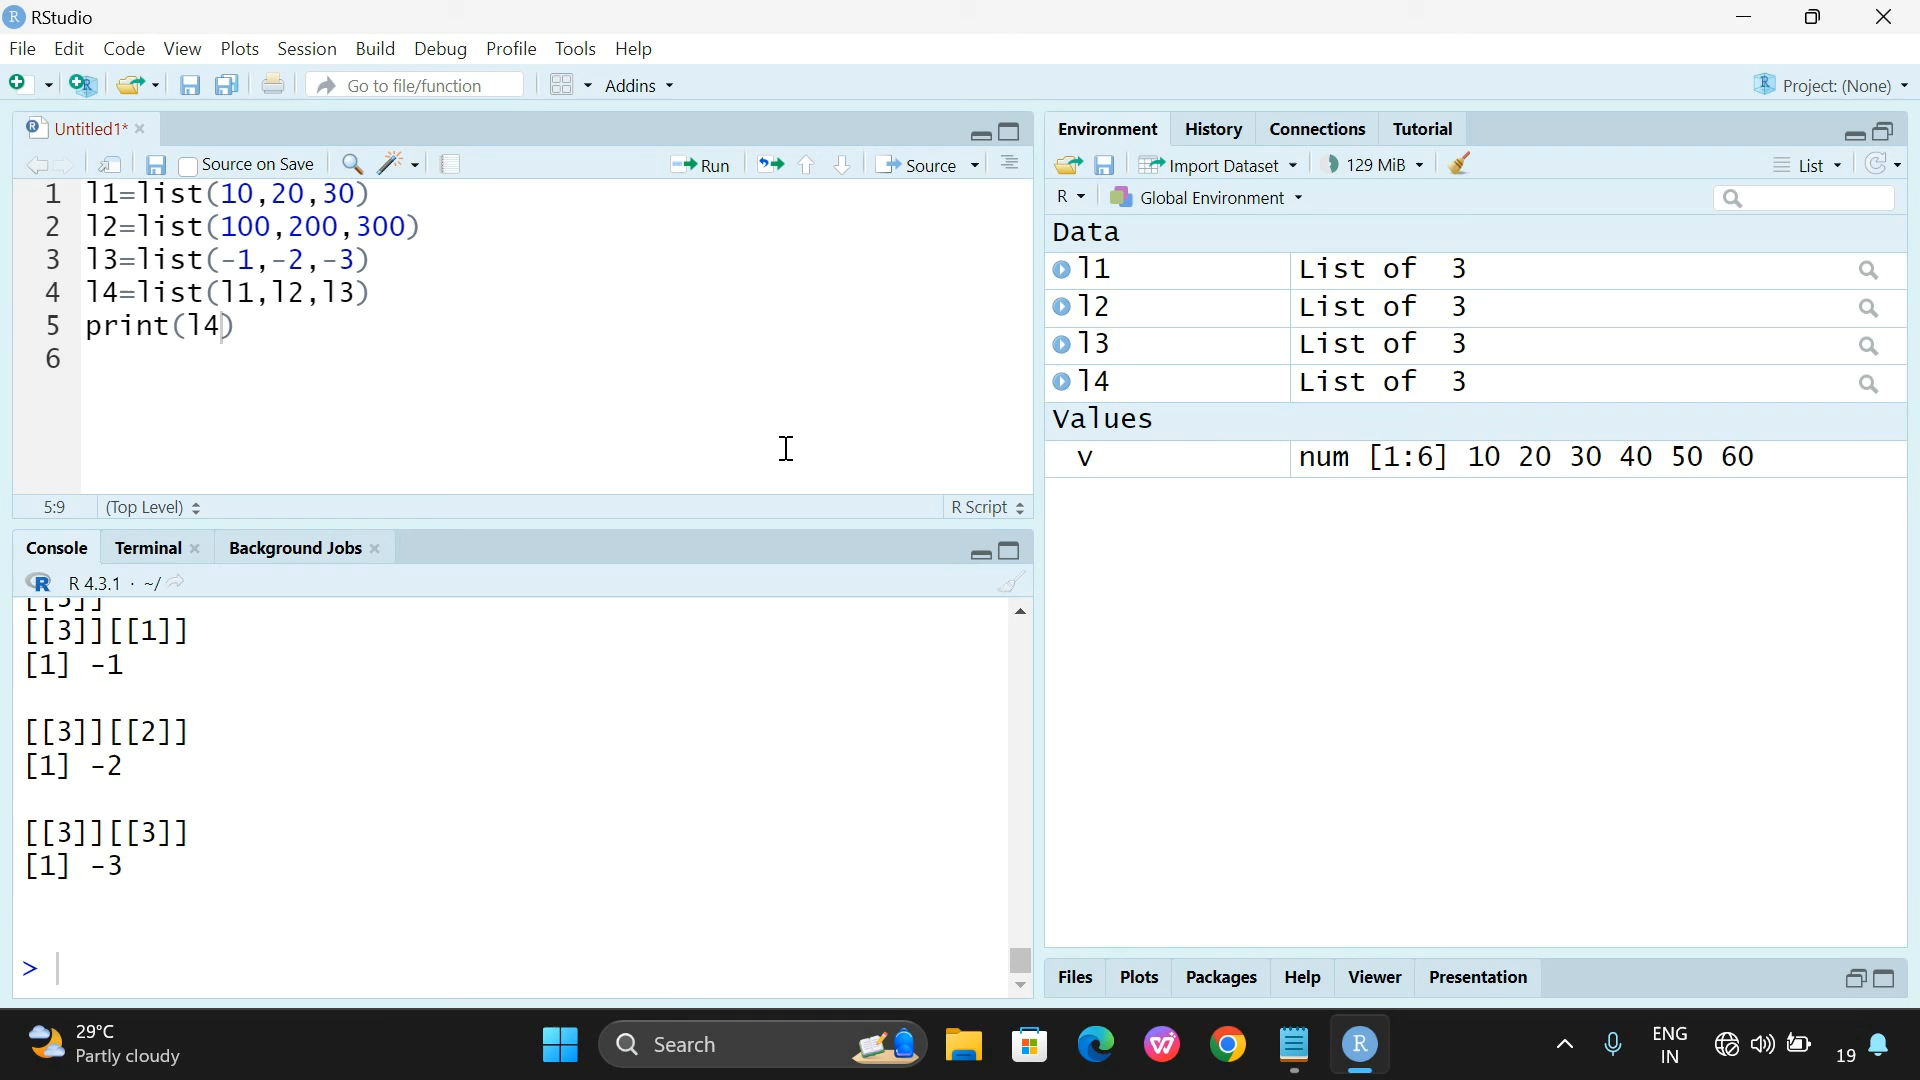 RStudio
File Edit Code View Plots Session Build Debug Profile Tools Help
Go to file/function Addins Project: (None)
Untitled1*
Source on Save Run Source
1 l1=list(10,20,30)
2 l2=list(100,200,300)
3 l3=list(-1,-2,-3)
4 l4=list(l1,l2,l3)
5 print(l4)
6
5:9 (Top Level) R Script
Console Terminal Background Jobs
R 4.3.1 · ~/
[[3]]
[[3]][[1]]
[1] -1
[[3]][[2]]
[1] -2
[[3]][[3]]
[1] -3
>
Environment History Connections Tutorial
Import Dataset 129 MiB List
R Global Environment
Data
l1 List of 3
l2 List of 3
l3 List of 3
l4 List of 3
Values
v num [1:6] 10 20 30 40 50 60
Files Plots Packages Help Viewer Presentation
29°C
Partly cloudy
Search
ENG
IN
19